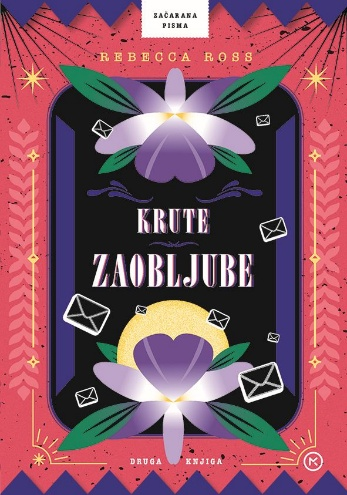 ZAČARANA
PISMA
REBECCA ROSS
KRUTE
ZAOBLJUBE
DRUGA KNJIGA